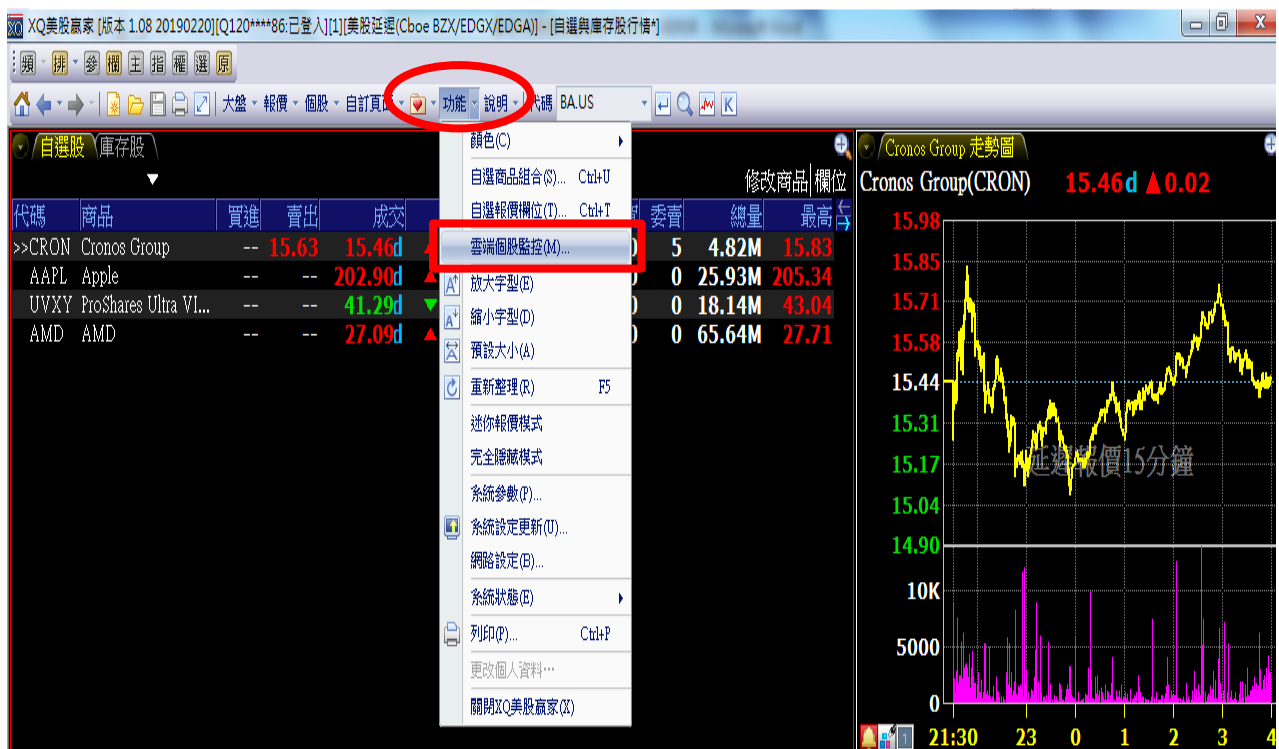 XQ美股贏家 [版本 1.08 20190220][Q120****86:已登入][1][美股延遲(Cboe BZX/EDGX/EDGA)] - [自選與庫存股行情*]
頻 排 參 欄 主 指 權 選 原
大盤 報價 個股 自訂頁面 功能 說明 代碼 BA.US K
自選股 庫存股
修改商品 欄位
代碼 商品 買進 賣出 成交 委賣 總量 最高
>>CRON Cronos Group -- 15.63 15.46d ▲ 5 4.82M 15.83
AAPL Apple -- -- 202.90d ▲ 0 25.93M 205.34
UVXY ProShares Ultra VI... -- -- 41.29d ▼ 0 18.14M 43.04
AMD AMD -- -- 27.09d ▲ 0 65.64M 27.71
顏色(C)
自選商品組合(S)... Ctrl+U
自選報價欄位(T)... Ctrl+T
雲端個股監控(M)...
放大字型(E)
縮小字型(D)
預設大小(A)
重新整理(R) F5
迷你報價模式
完全隱藏模式
系統參數(P)...
系統設定更新(U)...
網路設定(B)...
系統狀態(E)
列印(P)... Ctrl+P
更改個人資料…
關閉XQ美股贏家(X)
Cronos Group 走勢圖
Cronos Group(CRON) 15.46d ▲0.02
15.98
15.85
15.71
15.58
15.44
15.31
15.17
延遲報價15分鐘
15.04
14.90
10K
5000
0
1
21:30 23 0 1 2 3 4